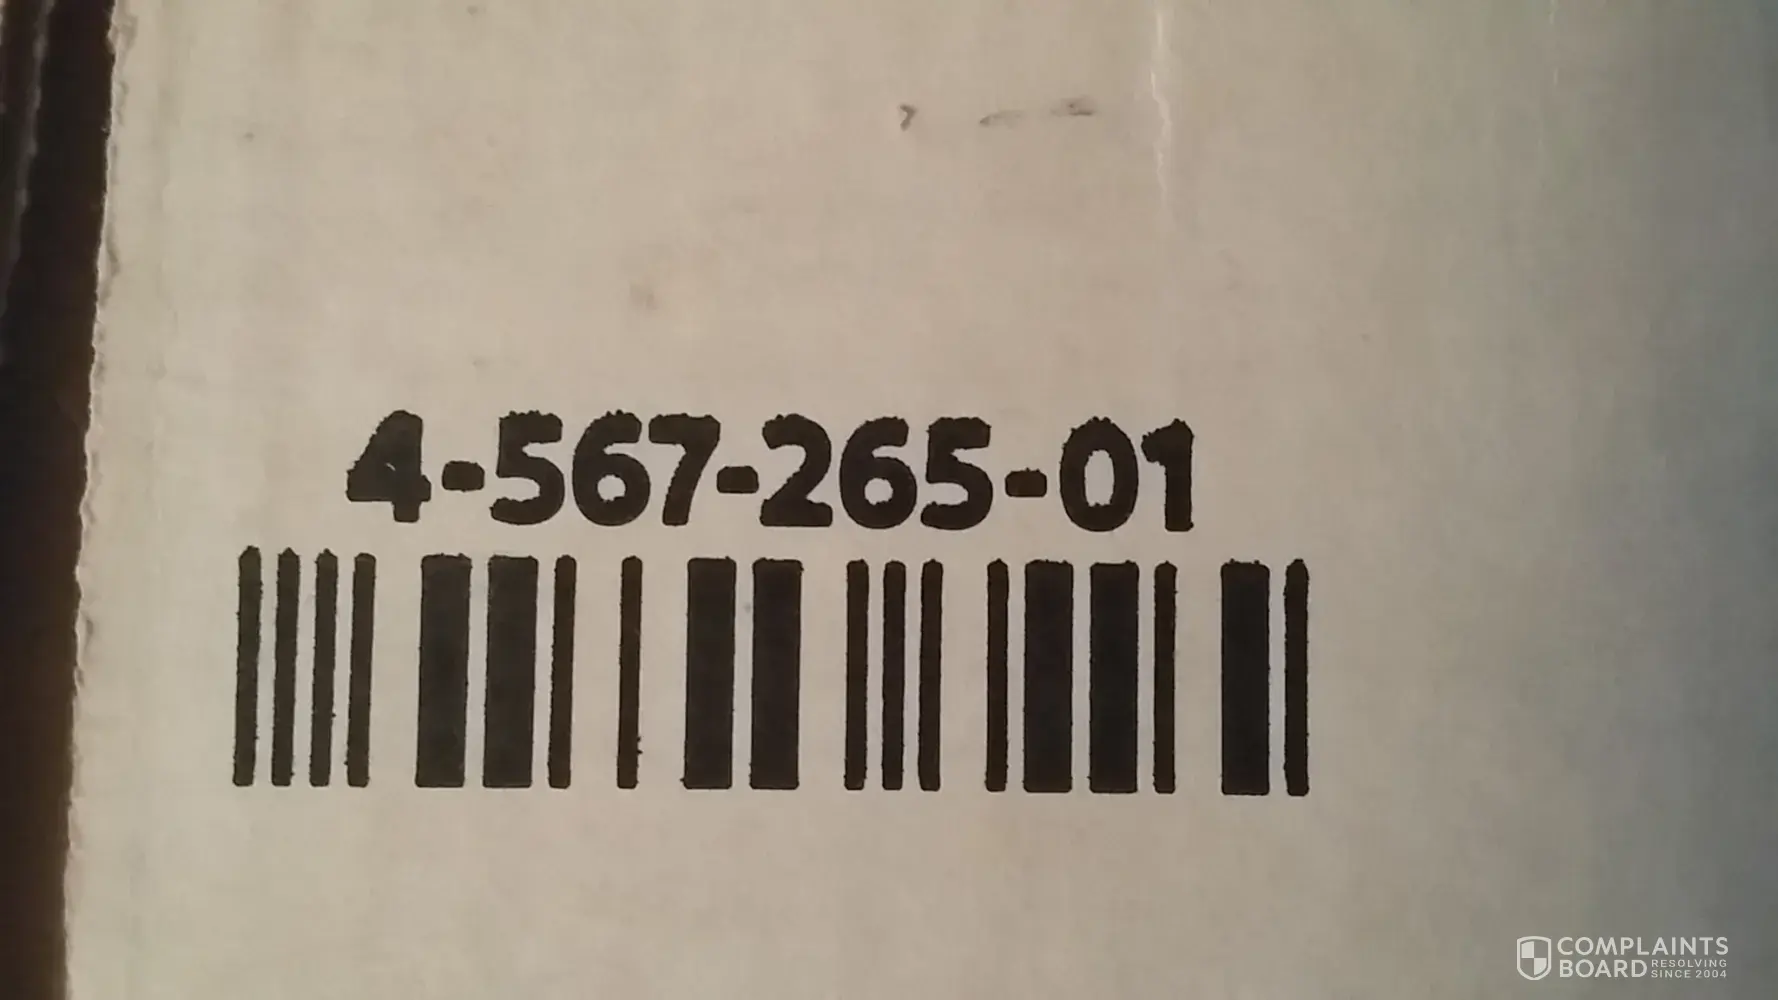 4-567-265-01
COMPLAINTS
BOARD RESOLVING
SINCE 2004